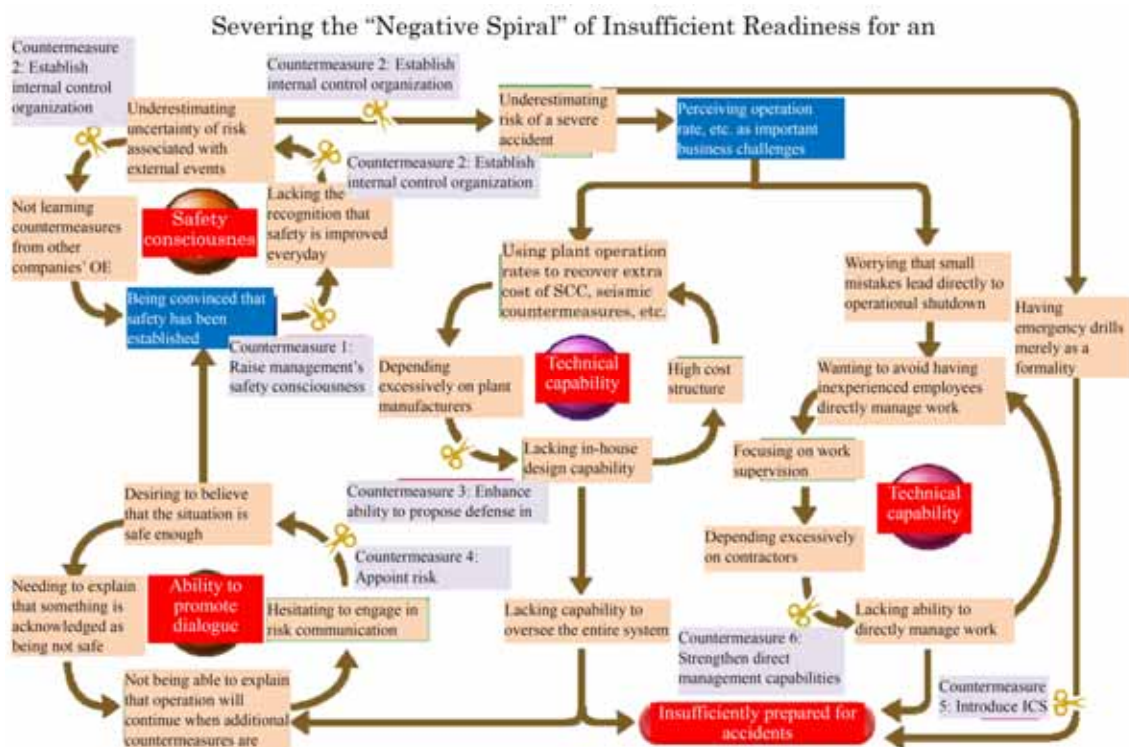 Severing the “Negative Spiral” of Insufficient Readiness for an
Countermeasure
2: Establish
internal control
organization
Countermeasure 2: Establish
internal control organization
Underestimating
uncertainty of risk
associated with
external events
Underestimating
risk of a severe
accident
Perceiving operation
rate, etc. as important
business challenges
Countermeasure 2: Establish
internal control organization
Not learning
countermeasures
from other
companies’ OE
Safety
consciousnes
Lacking the
recognition that
safety is improved
everyday
Being convinced that
safety has been
established
Countermeasure 1:
Raise management’s
safety consciousness
Using plant operation
rates to recover extra
cost of SCC, seismic
countermeasures, etc.
Worrying that small
mistakes lead directly to
operational shutdown
Having
emergency drills
merely as a
formality
Depending
excessively on plant
manufacturers
Technical
capability
High cost
structure
Wanting to avoid having
inexperienced employees
directly manage work
Lacking in-house
design capability
Focusing on work
supervision
Technical
capability
Countermeasure 3: Enhance
ability to propose defense in
Desiring to believe
that the situation is
safe enough
Countermeasure 4:
Appoint risk
Depending excessively
on contractors
Needing to explain
that something is
acknowledged as
being not safe
Ability to
promote
dialogue
Hesitating to engage in
risk communication
Lacking capability to
oversee the entire system
Lacking ability to
directly manage work
Countermeasure 6:
Strengthen direct
management capabilities
Not being able to explain
that operation will
continue when additional
countermeasures are
Insufficiently prepared for
accidents
Countermeasure
5: Introduce ICS